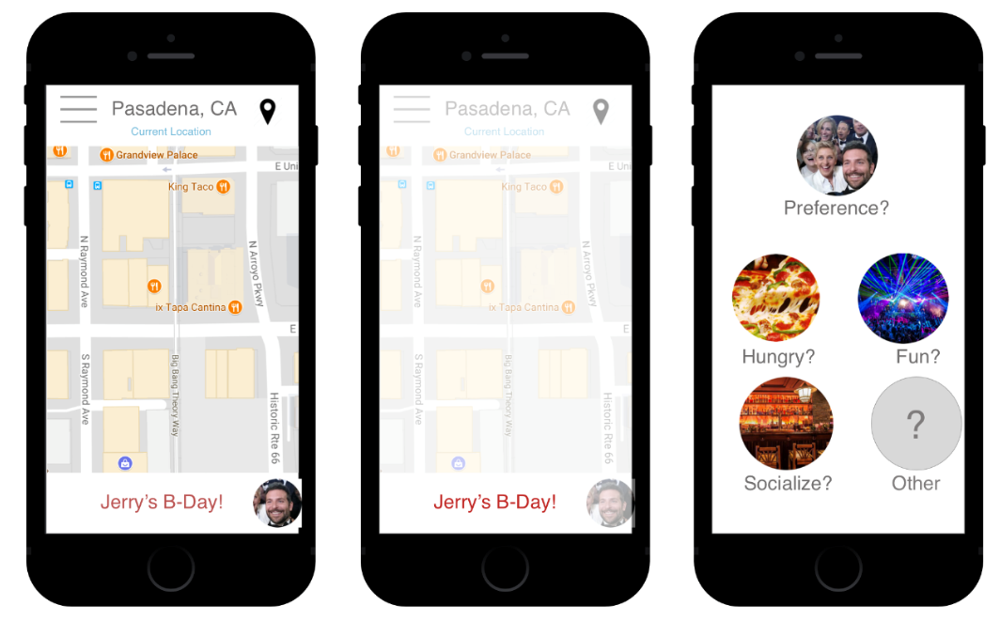 Pasadena, CA
Current Location
Grandview Palace
E Uni
King Taco
N Raymond Ave
N Arroyo Pkwy
ix Tapa Cantina
E
S Raymond Ave
Big Bang Theory Way
Historic Rte 66
Jerry's B-Day!
Pasadena, CA
Current Location
Grandview Palace
E Uni
King Taco
N Raymond Ave
N Arroyo Pkwy
ix Tapa Cantina
E
S Raymond Ave
Big Bang Theory Way
Historic Rte 66
Jerry's B-Day!
Preference?
Hungry?
Fun?
Socialize?
?
Other